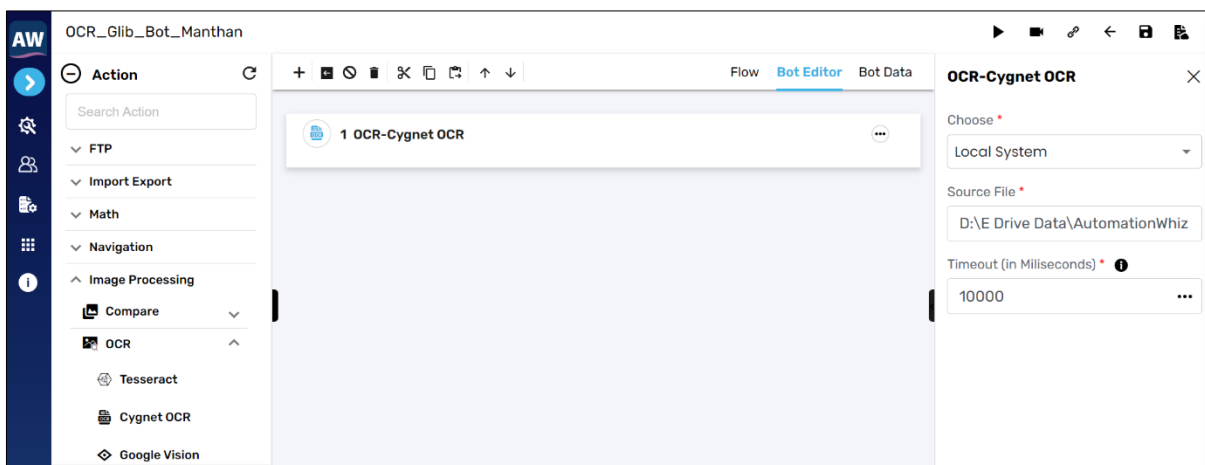 AW
OCR_Glib_Bot_Manthan
Action
Search Action
FTP
Import Export
Math
Navigation
Image Processing
Compare
OCR
Tesseract
Cygnet OCR
Google Vision
Flow Bot Editor Bot Data
1 OCR-Cygnet OCR
OCR-Cygnet OCR
Choose *
Local System
Source File *
D:\E Drive Data\AutomationWhiz
Timeout (in Miliseconds) *
10000